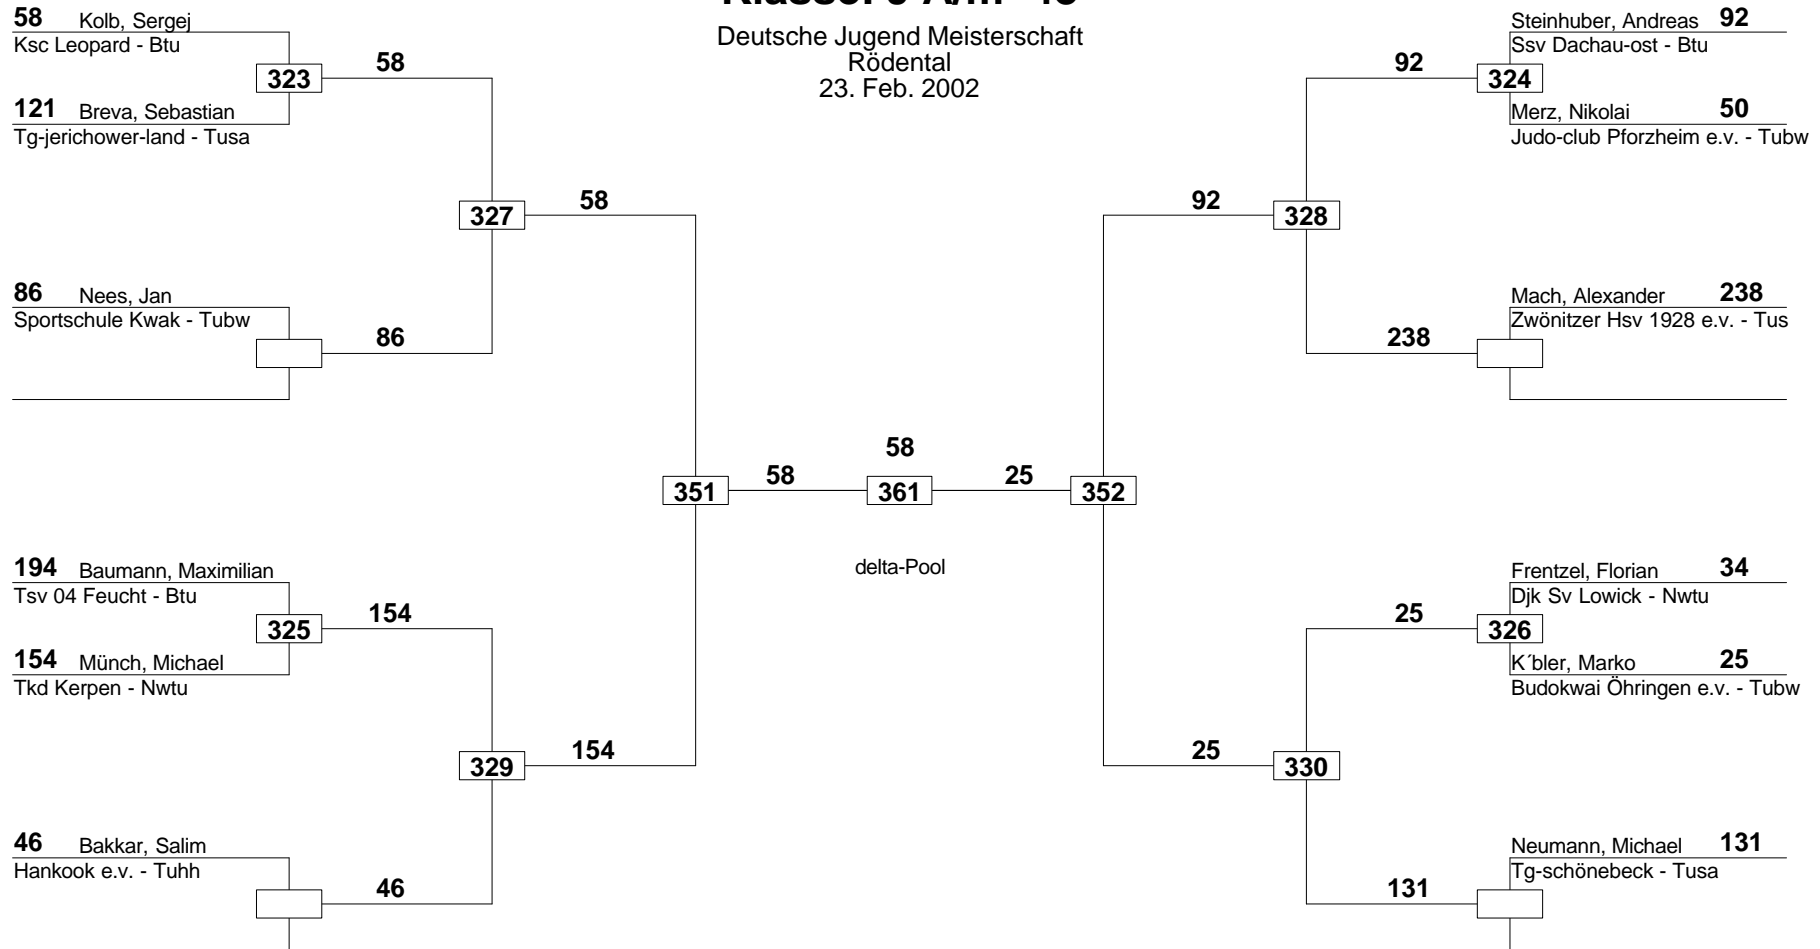 Deutsche Jugend Meisterschaft
Rödental
23. Feb. 2002
58 Kolb, Sergej
Ksc Leopard - Btu
323
58
121 Breva, Sebastian
Tg-jerichower-land - Tusa
327
58
86 Nees, Jan
Sportschule Kwak - Tubw
86
351
58
194 Baumann, Maximilian
Tsv 04 Feucht - Btu
325
154
154 Münch, Michael
Tkd Kerpen - Nwtu
329
154
46 Bakkar, Salim
Hankook e.v. - Tuhh
46
58
361
delta-Pool
Steinhuber, Andreas 92
Ssv Dachau-ost - Btu
92
324
Merz, Nikolai 50
Judo-club Pforzheim e.v. - Tubw
92
328
Mach, Alexander 238
Zwönitzer Hsv 1928 e.v. - Tus
238
25
352
Frentzel, Florian 34
Djk Sv Lowick - Nwtu
25
326
K´bler, Marko 25
Budokwai Öhringen e.v. - Tubw
25
330
Neumann, Michael 131
Tg-schönebeck - Tusa
131